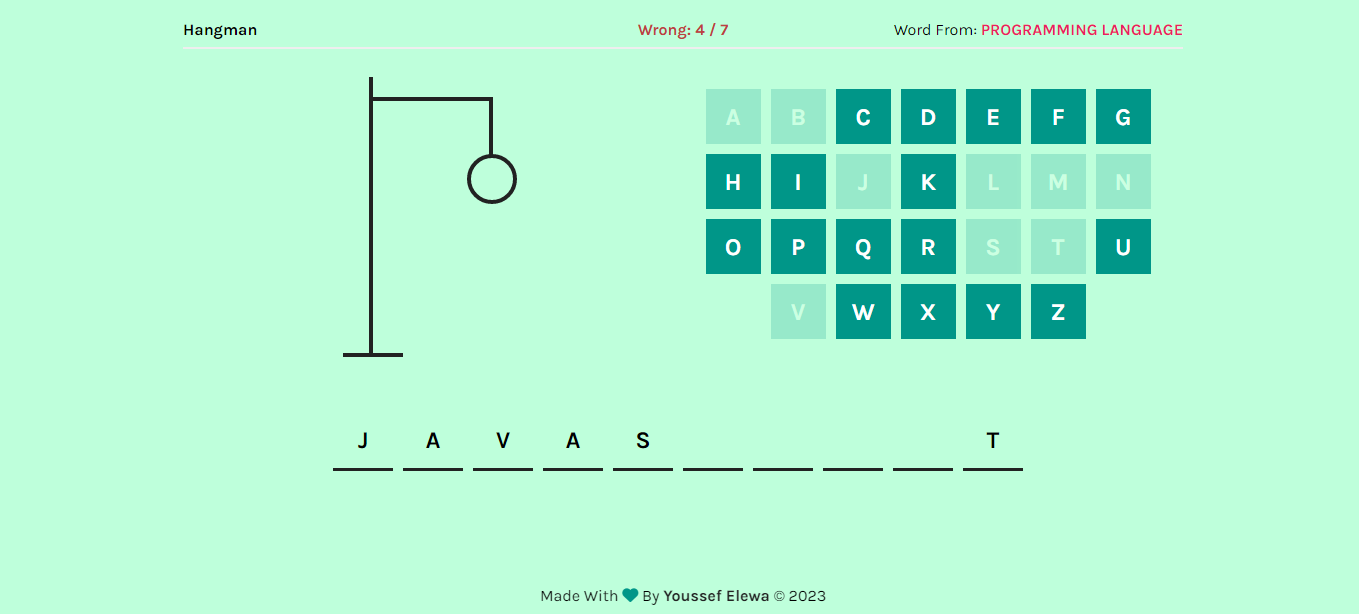 Hangman
Wrong: 4 / 7
Word From: PROGRAMMING LANGUAGE
A B C D E F G
H I J K L M N
O P Q R S T U
V W X Y Z
J A V A S T
Made With By Youssef Elewa © 2023